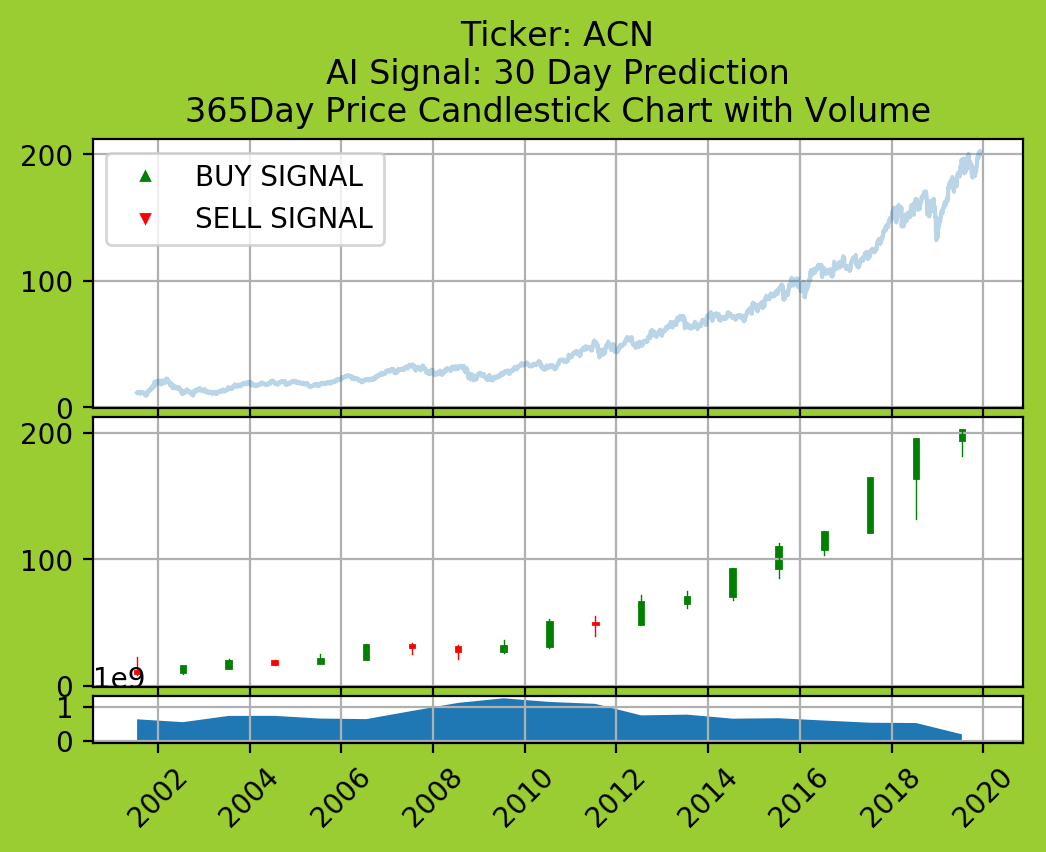 Ticker: ACN
AI Signal: 30 Day Prediction
365Day Price Candlestick Chart with Volume
200
BUY SIGNAL
SELL SIGNAL
100
0
200
100
0
1e9
1
0
2002 2004 2006 2008 2010 2012 2014 2016 2018 2020